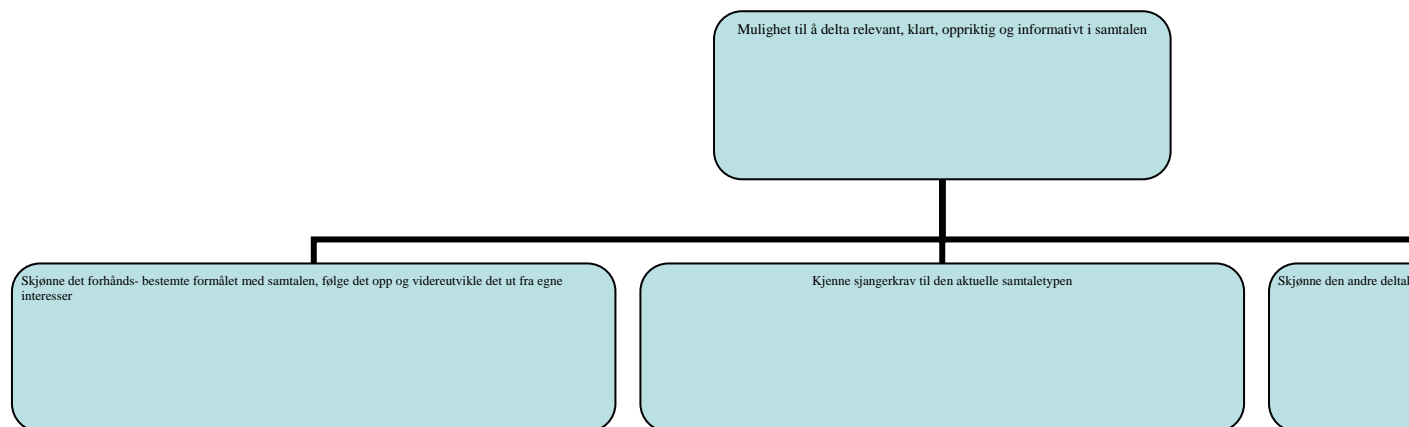 Mulighet til å delta relevant, klart, oppriktig og informativt i samtalen
Skjønne det forhånds- bestemte formålet med samtalen, følge det opp og videreutvikle det ut fra egne
interesser
Kjenne sjangerkrav til den aktuelle samtaletypen
Skjønne den andre